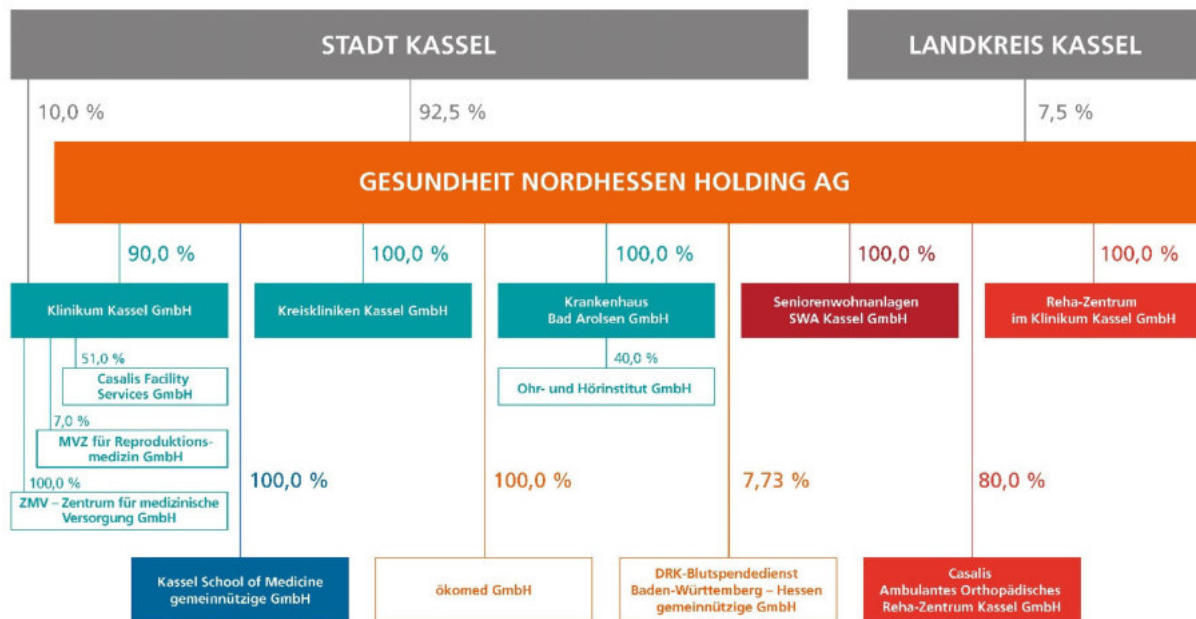 STADT KASSEL
LANDKREIS KASSEL
10,0 %
92,5 %
7,5 %
GESUNDHEIT NORDHESSEN HOLDING AG
90,0 %
100,0 %
100,0 %
100,0 %
100,0 %
Klinikum Kassel GmbH
Kreiskliniken Kassel GmbH
Krankenhaus
Bad Arolsen GmbH
Seniorenwohnanlagen
SWA Kassel GmbH
Reha-Zentrum
im Klinikum Kassel GmbH
51,0 %
Casalis Facility
Services GmbH
40,0 %
Ohr- und Hörinstitut GmbH
7,0 %
MVZ für Reproduktions-
medizin GmbH
100,0 %
ZMV – Zentrum für medizinische
Versorgung GmbH
100,0 %
100,0 %
7,73 %
80,0 %
Kassel School of Medicine
gemeinnützige GmbH
ökomed GmbH
DRK-Blutspendedienst
Baden-Württemberg – Hessen
gemeinnützige GmbH
Casalis
Ambulantes Orthopädisches
Reha-Zentrum Kassel GmbH